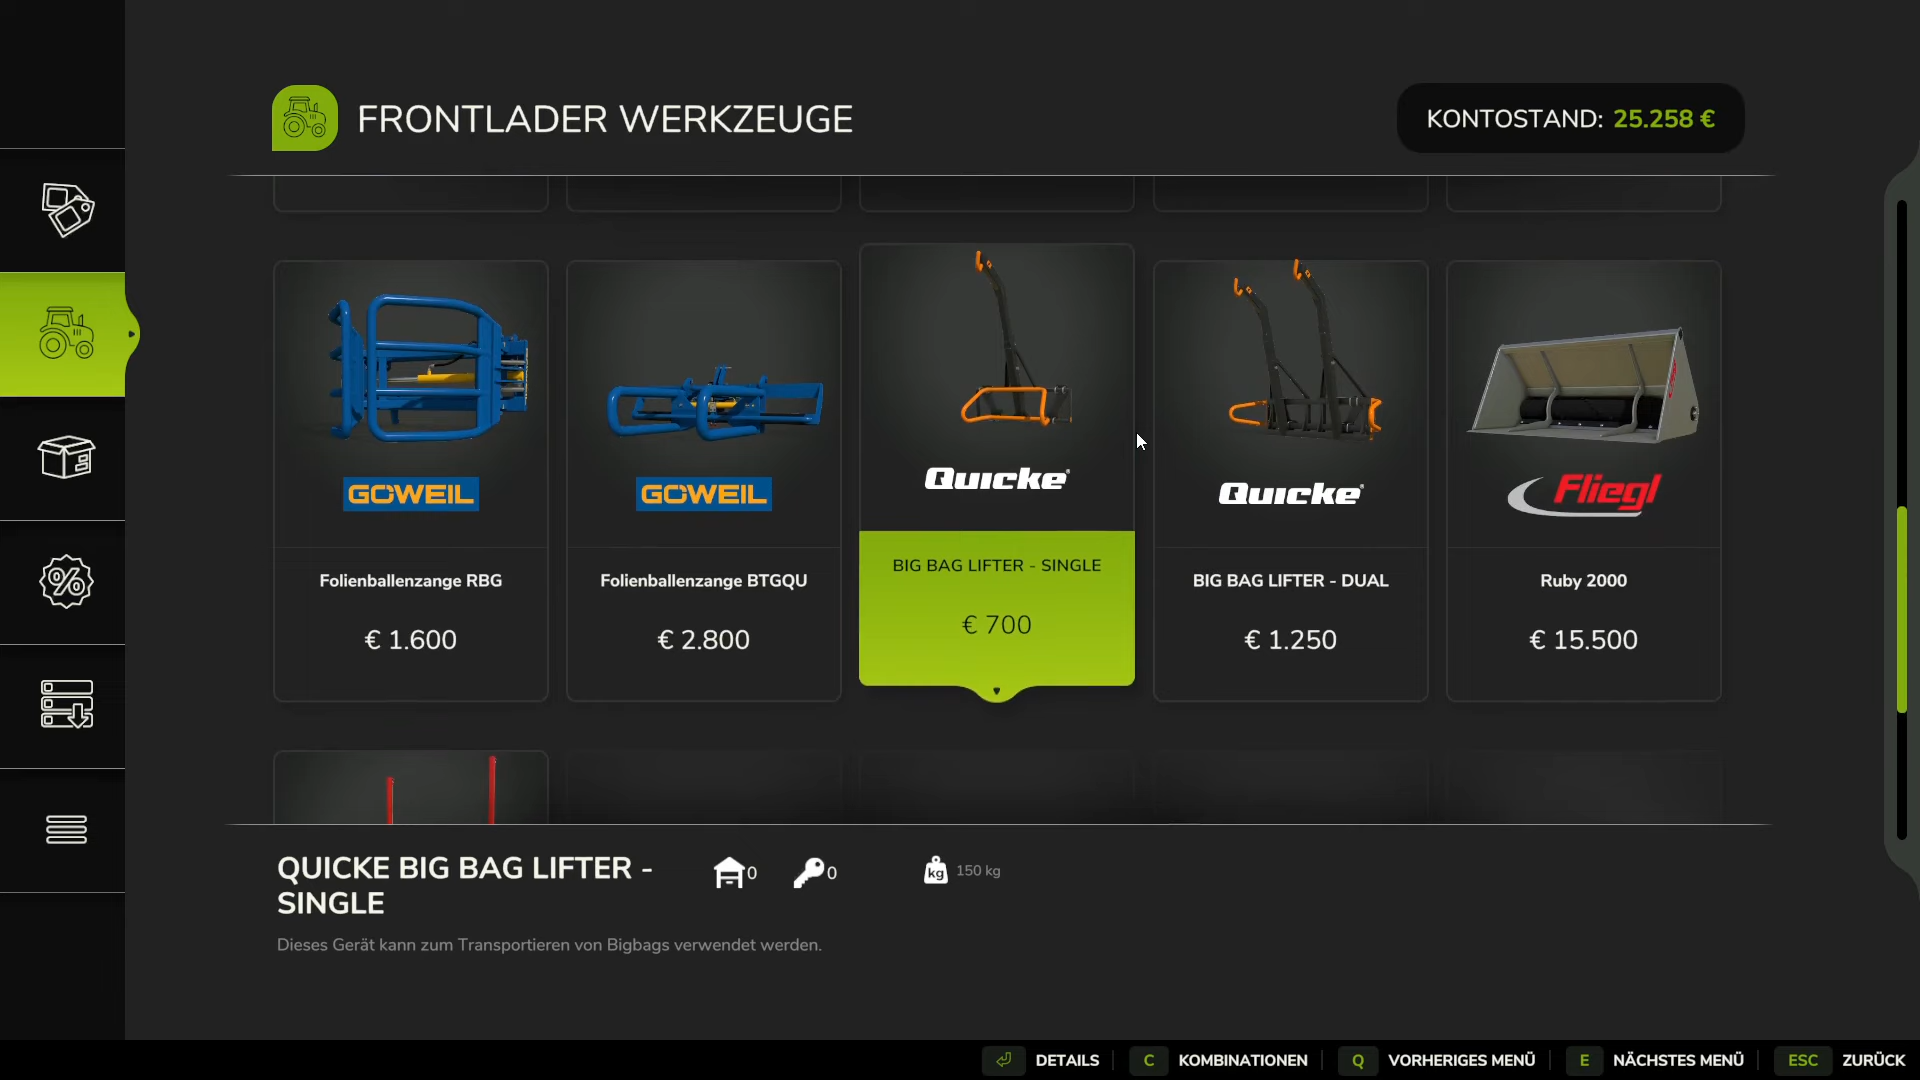 FRONTLADER WERKZEUGE
KONTOSTAND: 25.258 €
GÖWEIL
GÖWEIL
Quicke
Quicke
Fliegl
Folienballenzange RBG
Folienballenzange BTGQU
BIG BAG LIFTER - SINGLE
BIG BAG LIFTER - DUAL
Ruby 2000
€ 1.600
€ 2.800
€ 700
€ 1.250
€ 15.500
QUICKE BIG BAG LIFTER -
SINGLE
0
0
kg
150 kg
Dieses Gerät kann zum Transportieren von Bigbags verwendet werden.
DETAILS
C KOMBINATIONEN
Q VORHERIGES MENÜ
E NÄCHSTES MENÜ
ESC ZURÜCK